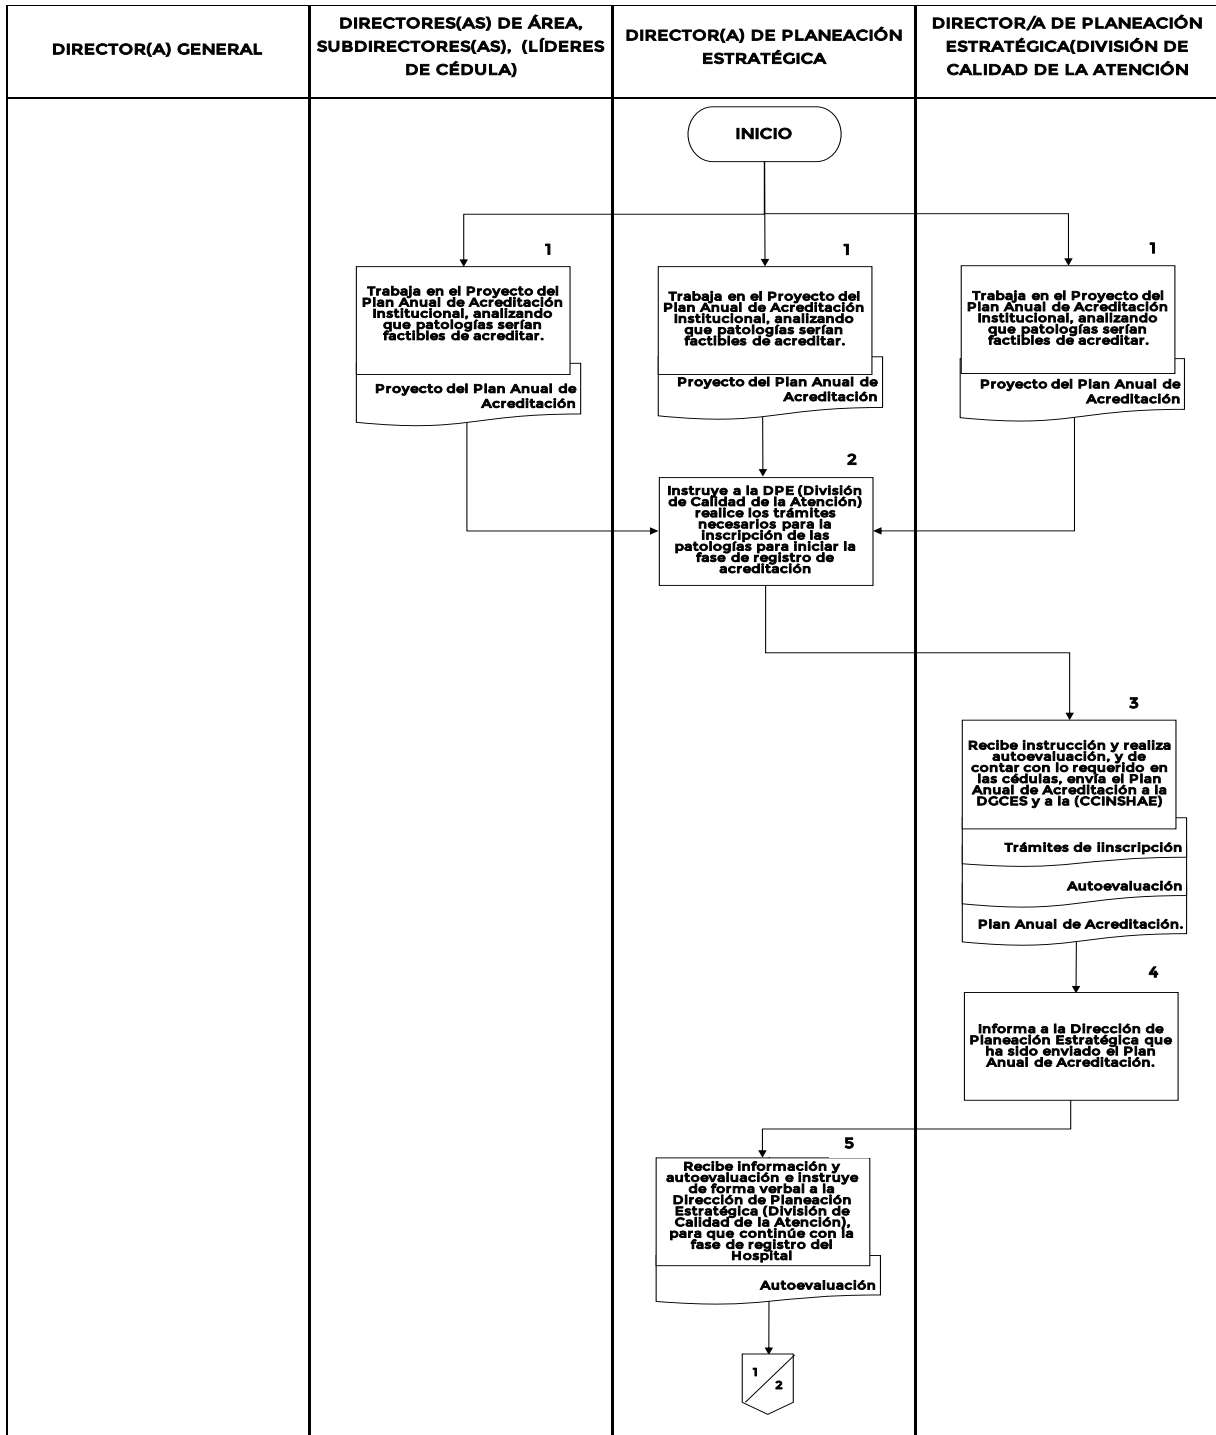 DIRECTOR(A) GENERAL
DIRECTORES(AS) DE ÁREA,
SUBDIRECTORES(AS), (LÍDERES
DE CÉDULA)
DIRECTOR(A) DE PLANEACIÓN
ESTRATÉGICA
DIRECTOR/A DE PLANEACIÓN
ESTRATÉGICA(DIVISIÓN DE
CALIDAD DE LA ATENCIÓN
INICIO
1
Trabaja en el Proyecto del
Plan Anual de Acreditación
Institucional, analizando
que patologías serían
factibles de acreditar.
Proyecto del Plan Anual de
Acreditación
1
Trabaja en el Proyecto del
Plan Anual de Acreditación
Institucional, analizando
que patologías serían
factibles de acreditar.
Proyecto del Plan Anual de
Acreditación
1
Trabaja en el Proyecto del
Plan Anual de Acreditación
Institucional, analizando
que patologías serían
factibles de acreditar.
Proyecto del Plan Anual de
Acreditación
2
Instruye a la DPE (División
de Calidad de la Atención)
realice los trámites
necesarios para la
inscripción de las
patologías para iniciar la
fase de registro de
acreditación
3
Recibe instrucción y realiza
autoevaluación, y de
contar con lo requerido en
las cédulas, envía el Plan
Anual de Acreditación a la
DGCES y a la (CCINSHAE)
Trámites de iinscripción
Autoevaluación
Plan Anual de Acreditación.
4
Informa a la Dirección de
Planeación Estratégica que
ha sido enviado el Plan
Anual de Acreditación.
5
Recibe información y
autoevaluación e instruye
de forma verbal a la
Dirección de Planeación
Estratégica (División de
Calidad de la Atención),
para que continúe con la
fase de registro del
Hospital
Autoevaluación
1
2